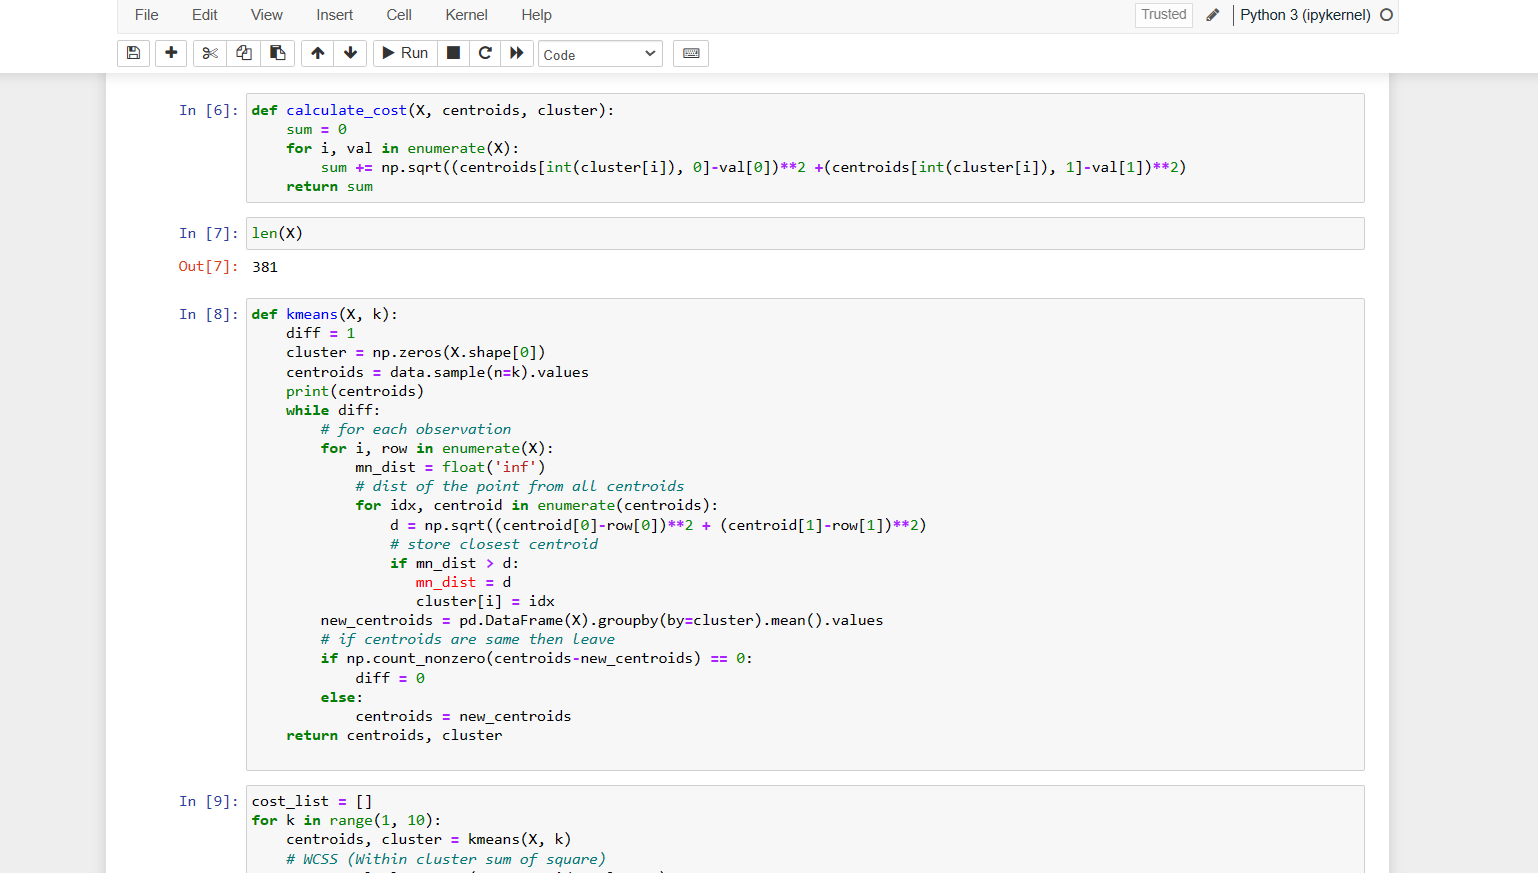 File Edit View Insert Cell Kernel Help
Trusted Python 3 (ipykernel)
Run Code
In [6]: def calculate_cost(X, centroids, cluster):
    sum = 0
    for i, val in enumerate(X):
        sum += np.sqrt((centroids[int(cluster[i]), 0]-val[0])**2 +(centroids[int(cluster[i]), 1]-val[1])**2)
    return sum
In [7]: len(X)
Out[7]: 381
In [8]: def kmeans(X, k):
    diff = 1
    cluster = np.zeros(X.shape[0])
    centroids = data.sample(n=k).values
    print(centroids)
    while diff:
        # for each observation
        for i, row in enumerate(X):
            mn_dist = float('inf')
            # dist of the point from all centroids
            for idx, centroid in enumerate(centroids):
                d = np.sqrt((centroid[0]-row[0])**2 + (centroid[1]-row[1])**2)
                # store closest centroid
                if mn_dist > d:
                   mn_dist = d
                   cluster[i] = idx
        new_centroids = pd.DataFrame(X).groupby(by=cluster).mean().values
        # if centroids are same then leave
        if np.count_nonzero(centroids-new_centroids) == 0:
            diff = 0
        else:
            centroids = new_centroids
    return centroids, cluster
In [9]: cost_list = []
for k in range(1, 10):
    centroids, cluster = kmeans(X, k)
    # WCSS (Within cluster sum of square)